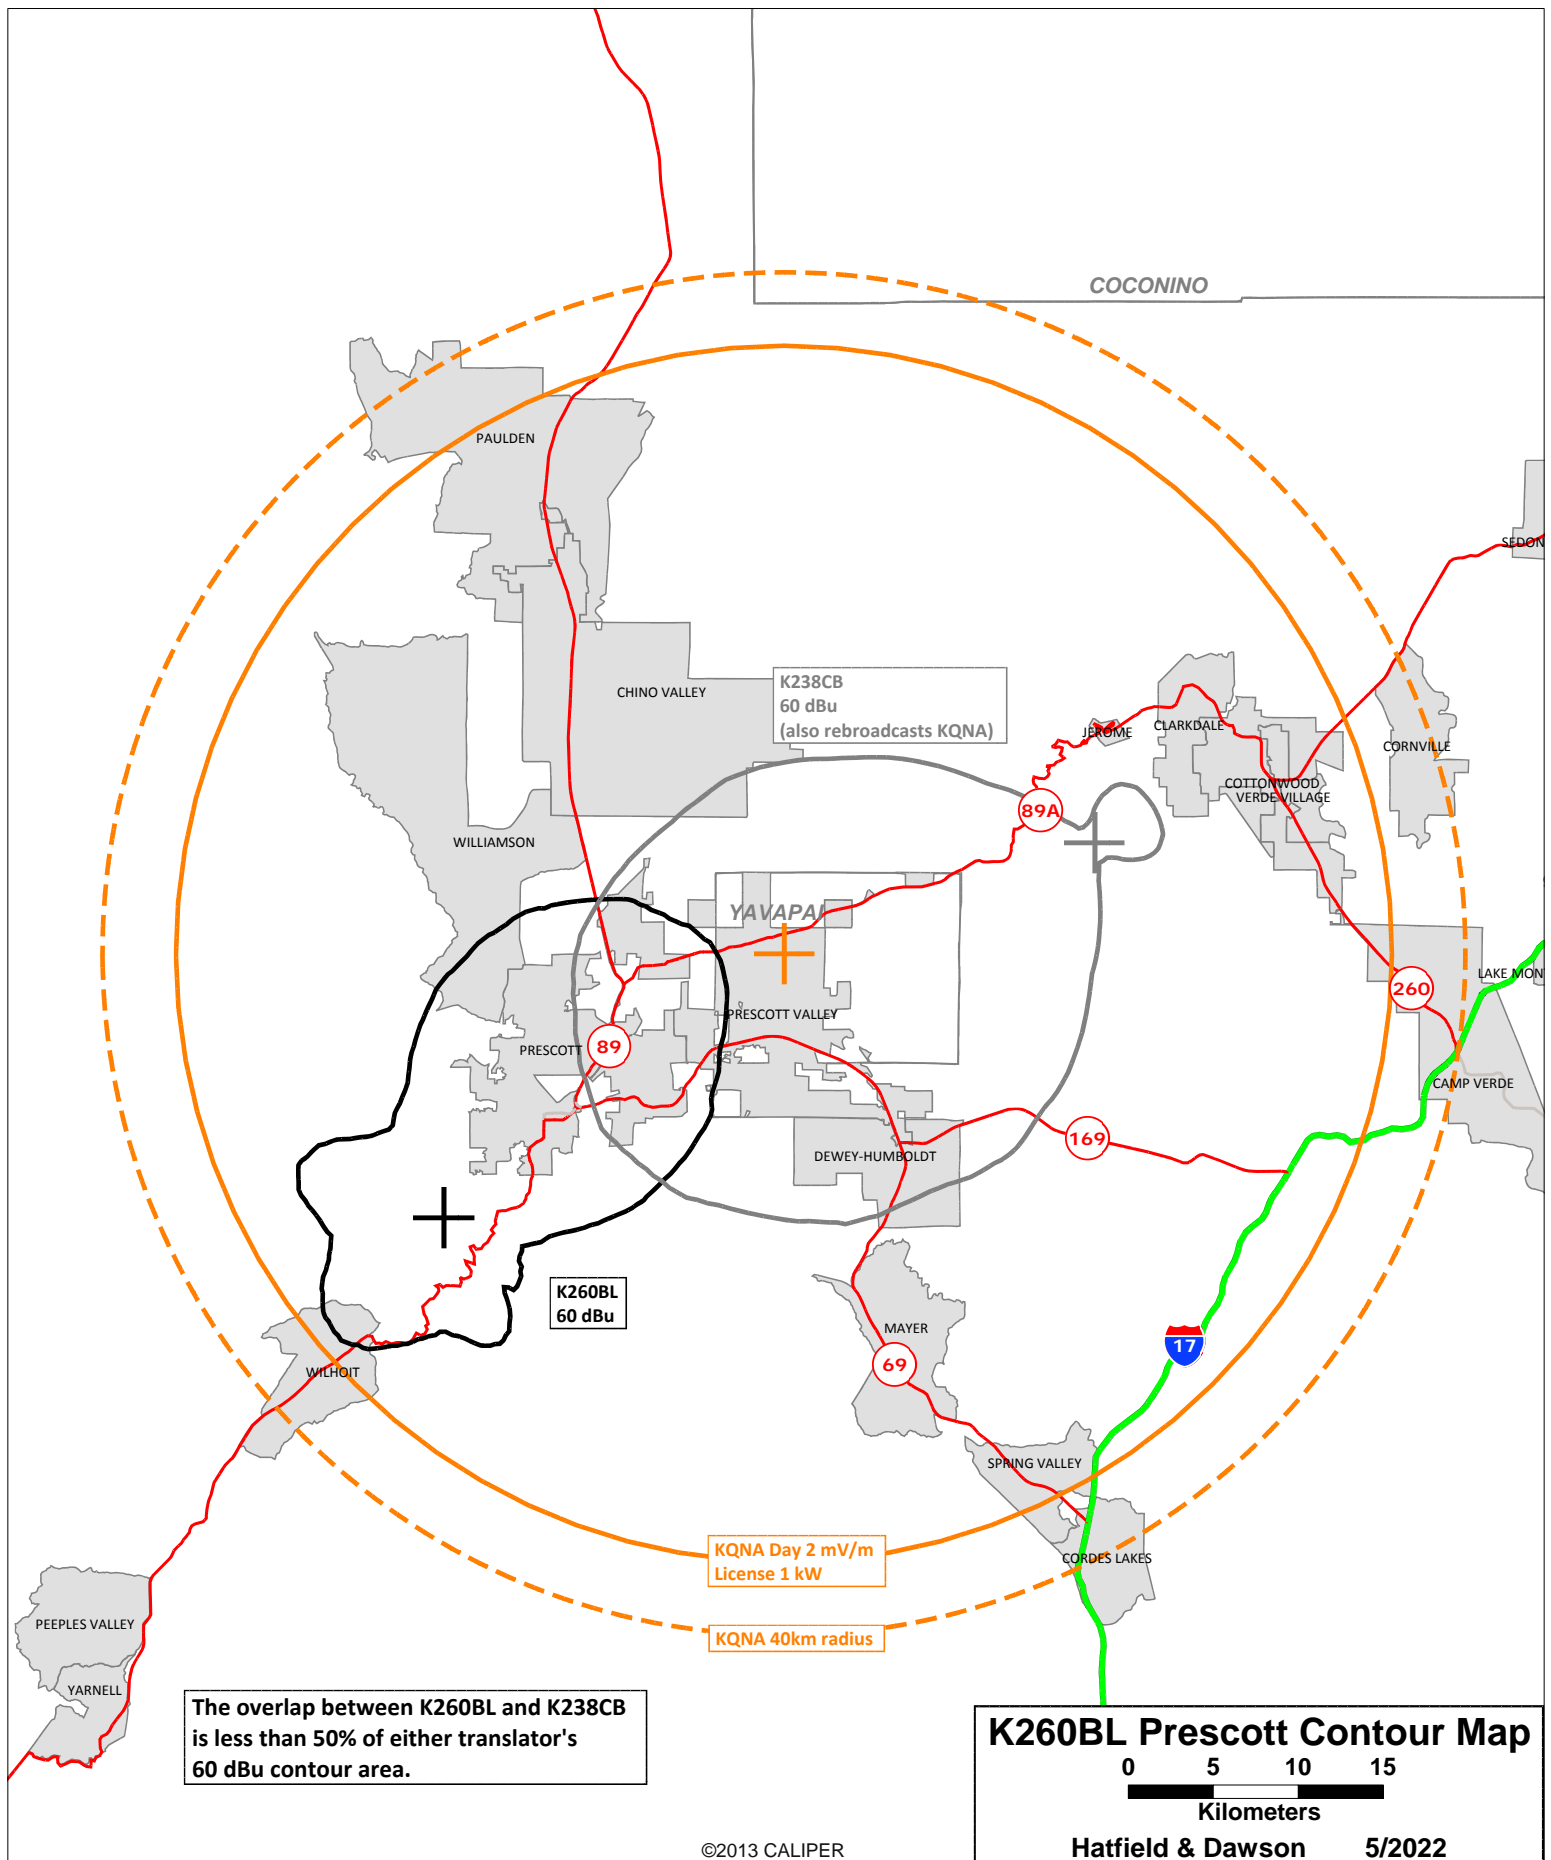 COCONINO
PAULDEN
SEDON
K238CB
60 dBu
(also rebroadcasts KQNA)
CHINO VALLEY
JEROME
CLARKDALE
CORNVILLE
COTTONWOOD
VERDE VILLAGE
89A
WILLIAMSON
YAVAPAI
LAKE MON
260
PRESCOTT VALLEY
PRESCOTT
89
CAMP VERDE
169
DEWEY-HUMBOLDT
K260BL
60 dBu
MAYER
17
69
WILHOIT
SPRING VALLEY
KQNA Day 2 mV/m
License 1 kW
CORDES LAKES
PEEPLES VALLEY
KQNA 40km radius
YARNELL
The overlap between K260BL and K238CB
is less than 50% of either translator's
60 dBu contour area.
K260BL Prescott Contour Map
0 5 10 15
Kilometers
Hatfield & Dawson 5/2022
©2013 CALIPER